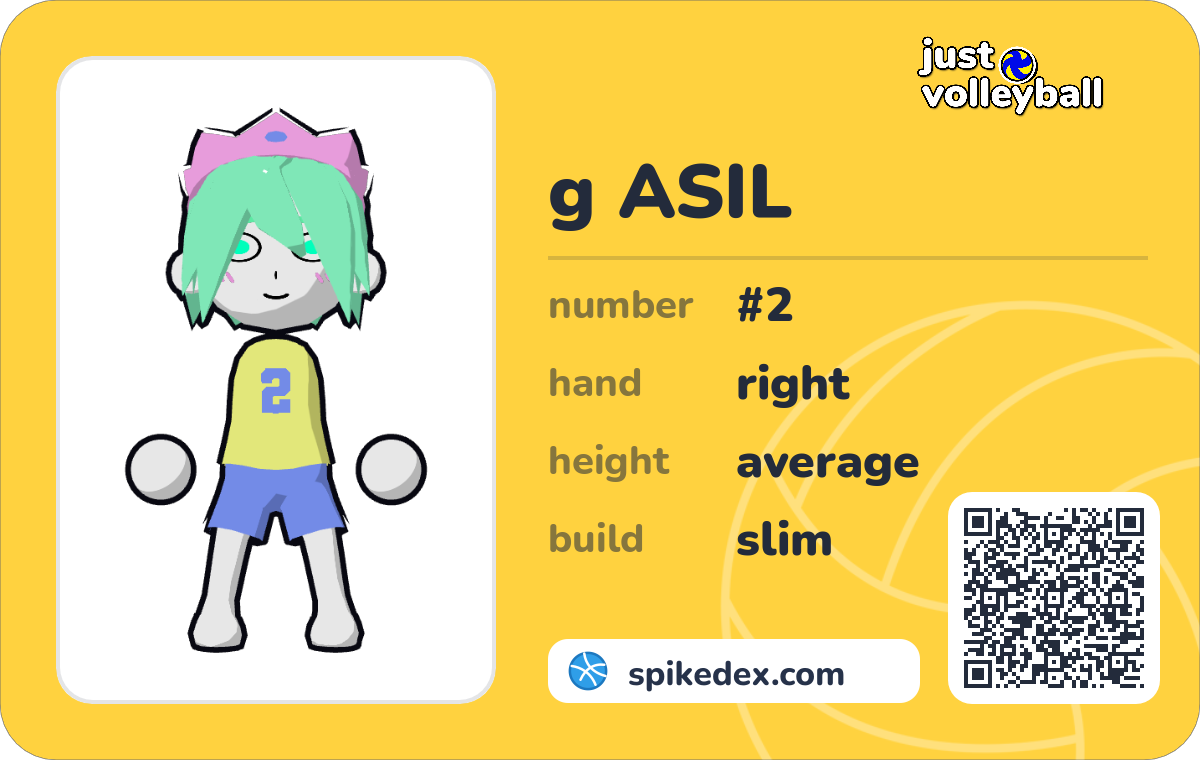 just
volleyball
g ASIL
number #2
hand right
height average
build slim
2
spikedex.com